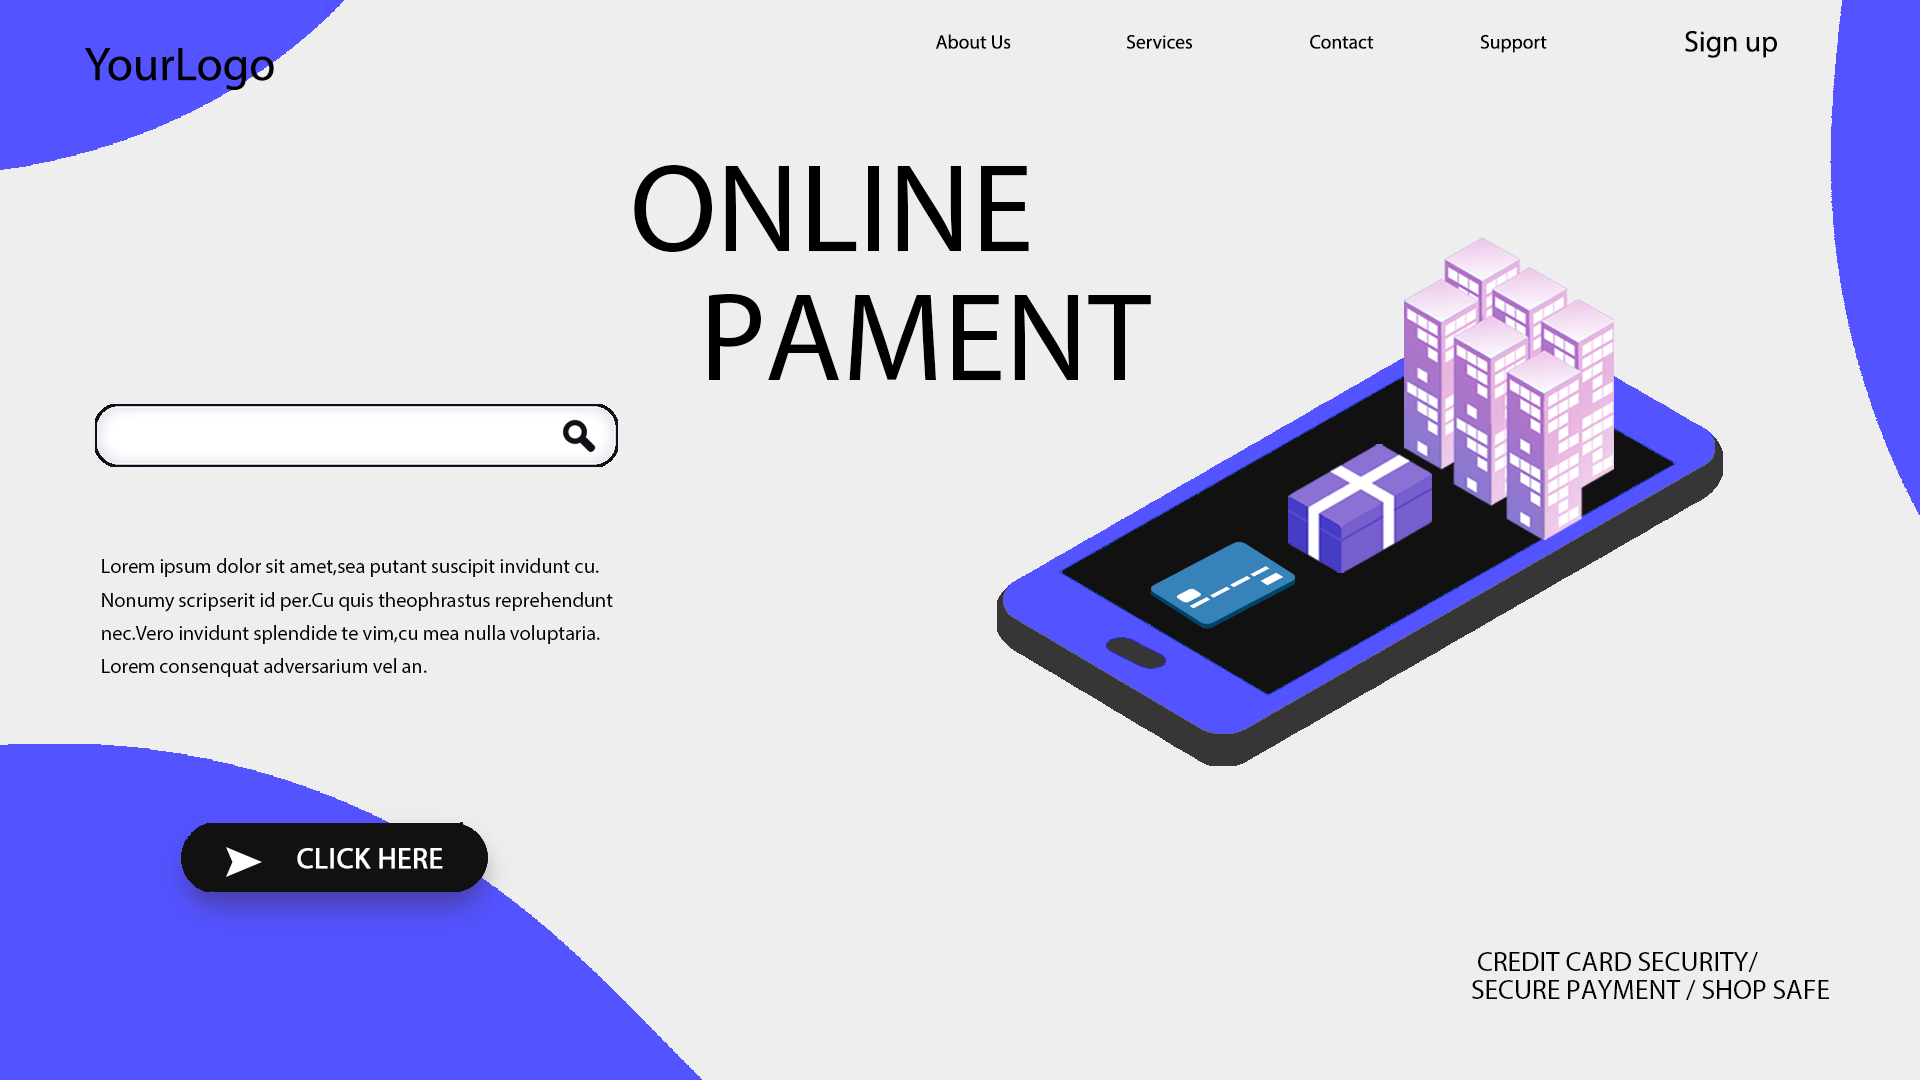 YourLogo
About Us
Services
Contact
Support
Sign up
ONLINE
PAMENT
Lorem ipsum dolor sit amet,sea putant suscipit invidunt cu.
Nonumy scripserit id per.Cu quis theophrastus reprehendunt
nec.Vero invidunt splendide te vim,cu mea nulla voluptaria.
Lorem consenquat adversarium vel an.
CLICK HERE
CREDIT CARD SECURITY/
SECURE PAYMENT / SHOP SAFE